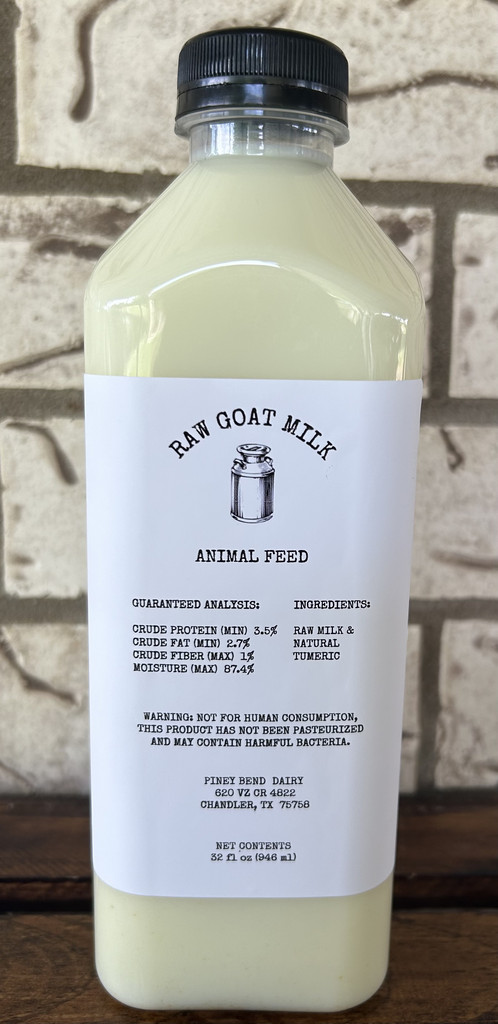 RAW GOAT MILK
ANIMAL FEED
GUARANTEED ANALYSIS:
CRUDE PROTEIN (MIN) 3.5%
CRUDE FAT (MIN) 2.7%
CRUDE FIBER (MAX) 1%
MOISTURE (MAX) 87.4%
INGREDIENTS:
RAW MILK &
NATURAL
TUMERIC
WARNING: NOT FOR HUMAN CONSUMPTION,
THIS PRODUCT HAS NOT BEEN PASTEURIZED
AND MAY CONTAIN HARMFUL BACTERIA.
PINEY BEND DAIRY
620 VZ CR 4822
CHANDLER, TX 75758
NET CONTENTS
32 fl oz (946 ml)